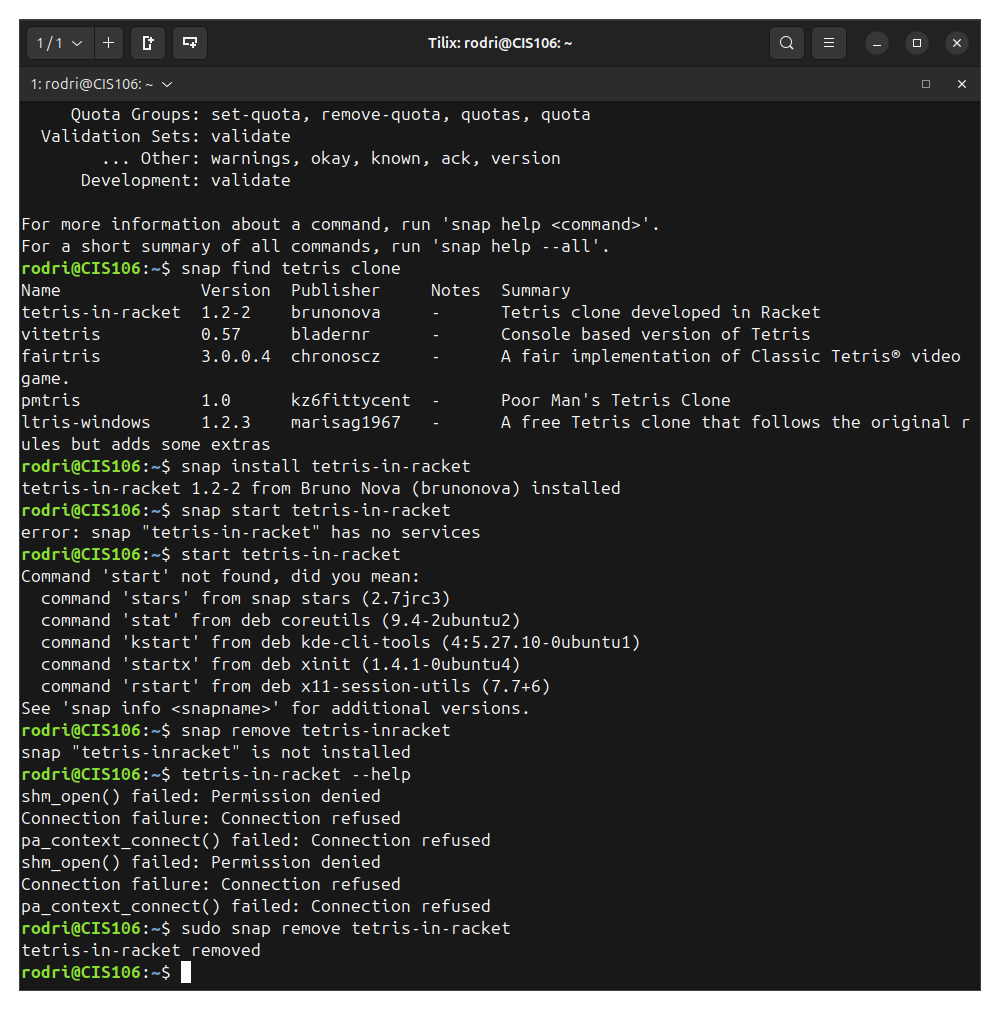 1 / 1
Tilix: rodri@CIS106: ~
1: rodri@CIS106: ~
     Quota Groups: set-quota, remove-quota, quotas, quota
  Validation Sets: validate
        ... Other: warnings, okay, known, ack, version
      Development: validate

For more information about a command, run 'snap help <command>'.
For a short summary of all commands, run 'snap help --all'.
rodri@CIS106:~$ snap find tetris clone
Name              Version  Publisher     Notes  Summary
tetris-in-racket  1.2-2    brunonova     -      Tetris clone developed in Racket
vitetris          0.57     bladernr      -      Console based version of Tetris
fairtris          3.0.0.4  chronoscz     -      A fair implementation of Classic Tetris® video
game.
pmtris            1.0      kz6fittycent  -      Poor Man's Tetris Clone
ltris-windows     1.2.3    marisag1967   -      A free Tetris clone that follows the original r
ules but adds some extras
rodri@CIS106:~$ snap install tetris-in-racket
tetris-in-racket 1.2-2 from Bruno Nova (brunonova) installed
rodri@CIS106:~$ snap start tetris-in-racket
error: snap "tetris-in-racket" has no services
rodri@CIS106:~$ start tetris-in-racket
Command 'start' not found, did you mean:
  command 'stars' from snap stars (2.7jrc3)
  command 'stat' from deb coreutils (9.4-2ubuntu2)
  command 'kstart' from deb kde-cli-tools (4:5.27.10-0ubuntu1)
  command 'startx' from deb xinit (1.4.1-0ubuntu4)
  command 'rstart' from deb x11-session-utils (7.7+6)
See 'snap info <snapname>' for additional versions.
rodri@CIS106:~$ snap remove tetris-inracket
snap "tetris-inracket" is not installed
rodri@CIS106:~$ tetris-in-racket --help
shm_open() failed: Permission denied
Connection failure: Connection refused
pa_context_connect() failed: Connection refused
shm_open() failed: Permission denied
Connection failure: Connection refused
pa_context_connect() failed: Connection refused
rodri@CIS106:~$ sudo snap remove tetris-in-racket
tetris-in-racket removed
rodri@CIS106:~$